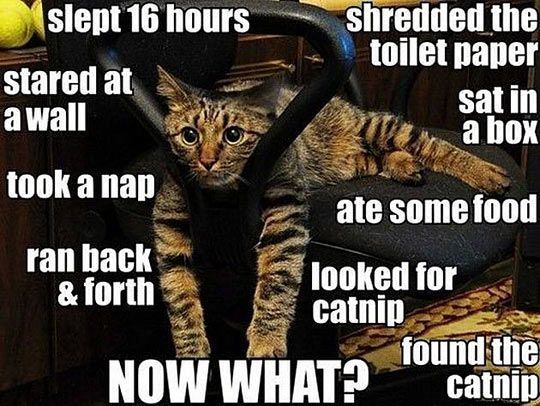 slept 16 hours
shredded the
toilet paper
stared at
a wall
sat in
a box
took a nap
ate some food
ran back
& forth
looked for
catnip
found the
catnip
NOW WHAT?